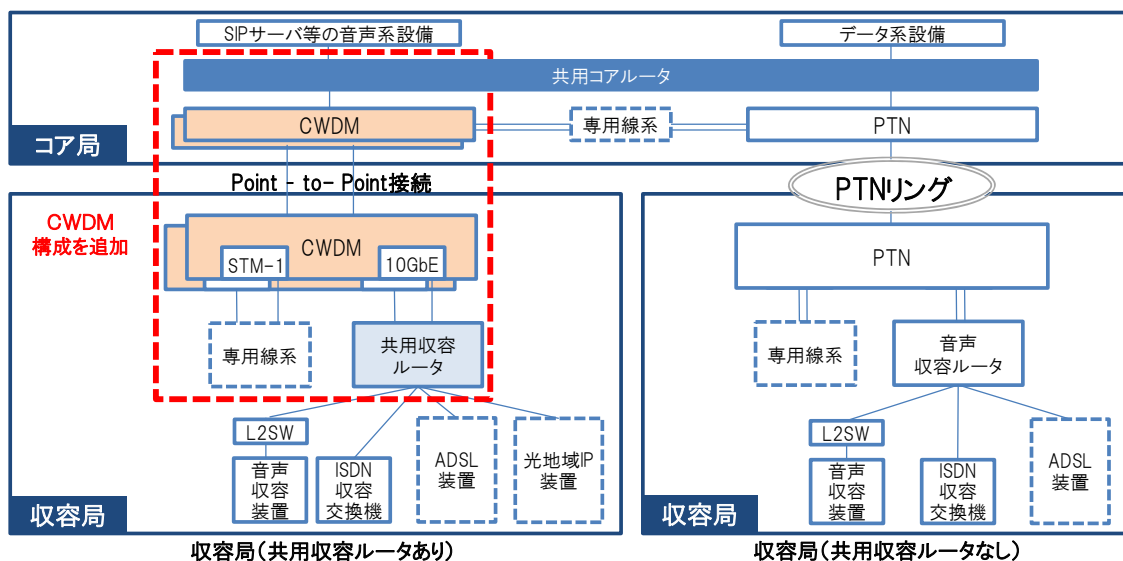 SIPサーバ等の音声系設備
データ系設備
共用コアルータ
CWDM
専用線系
PTN
コア局
Point - to- Point接続
PTNリング
CWDM
構成を追加
CWDM
STM-1
10GbE
PTN
専用線系
共用収容
ルータ
専用線系
音声
収容ルータ
L2SW
音声
収容
装置
ISDN
収容
交換機
ADSL
装置
光地域IP
装置
L2SW
音声
収容
装置
ISDN
収容
交換機
ADSL
装置
収容局
収容局
収容局(共用収容ルータあり)
収容局(共用収容ルータなし)